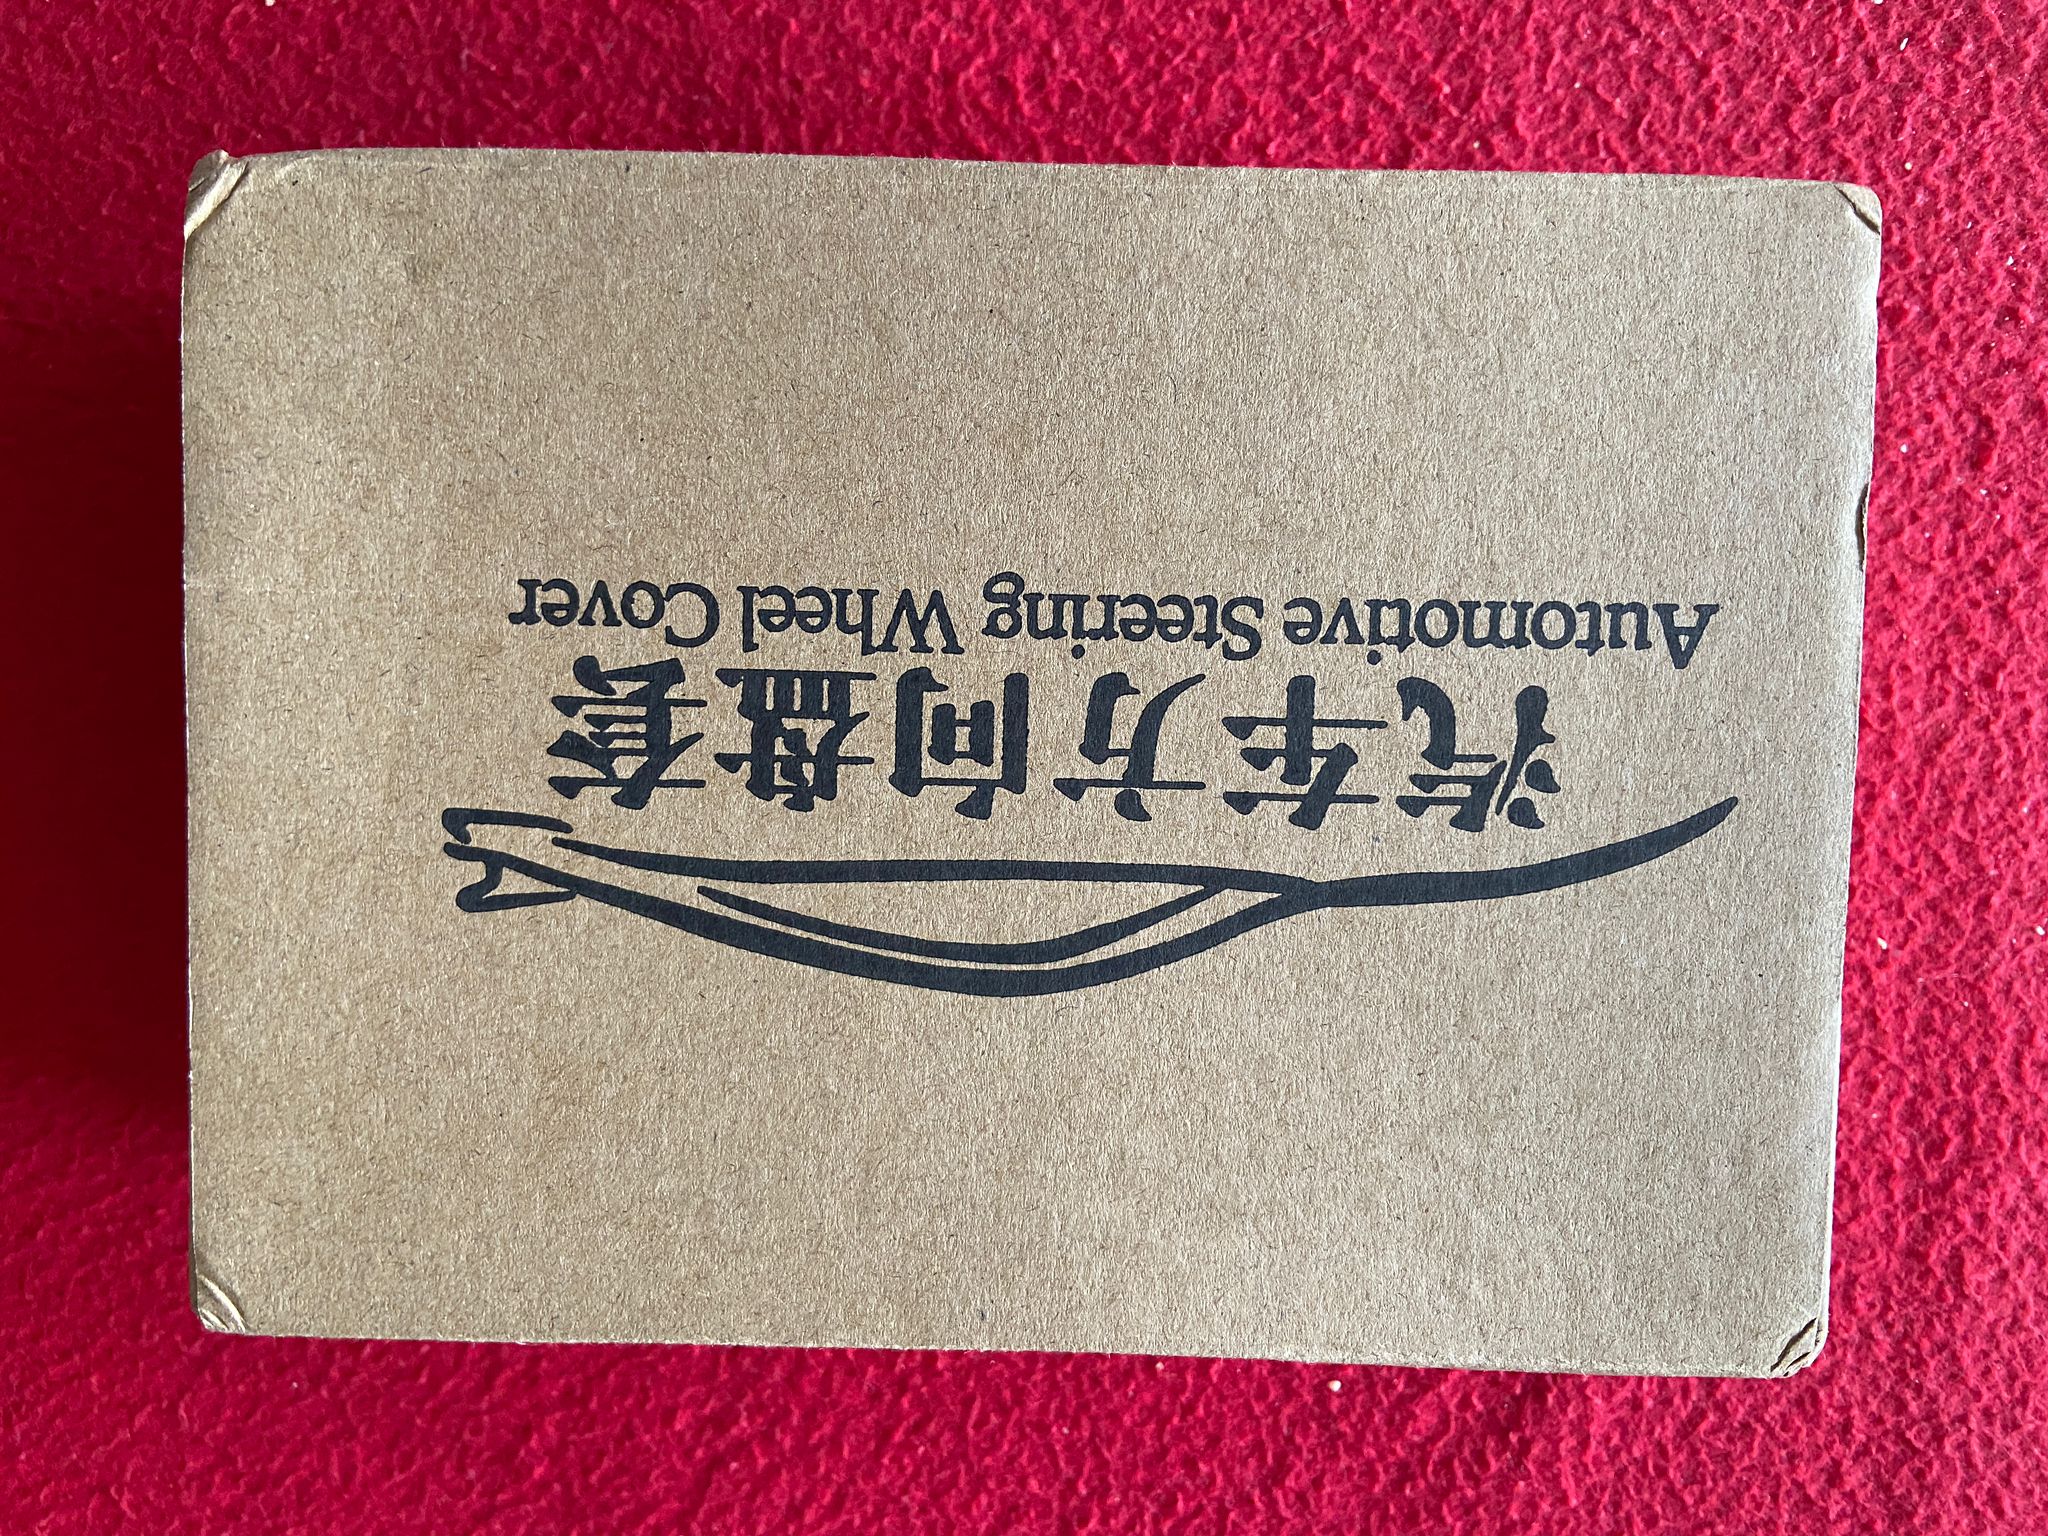 汽车方向盘套
Automotive Steering Wheel Cover